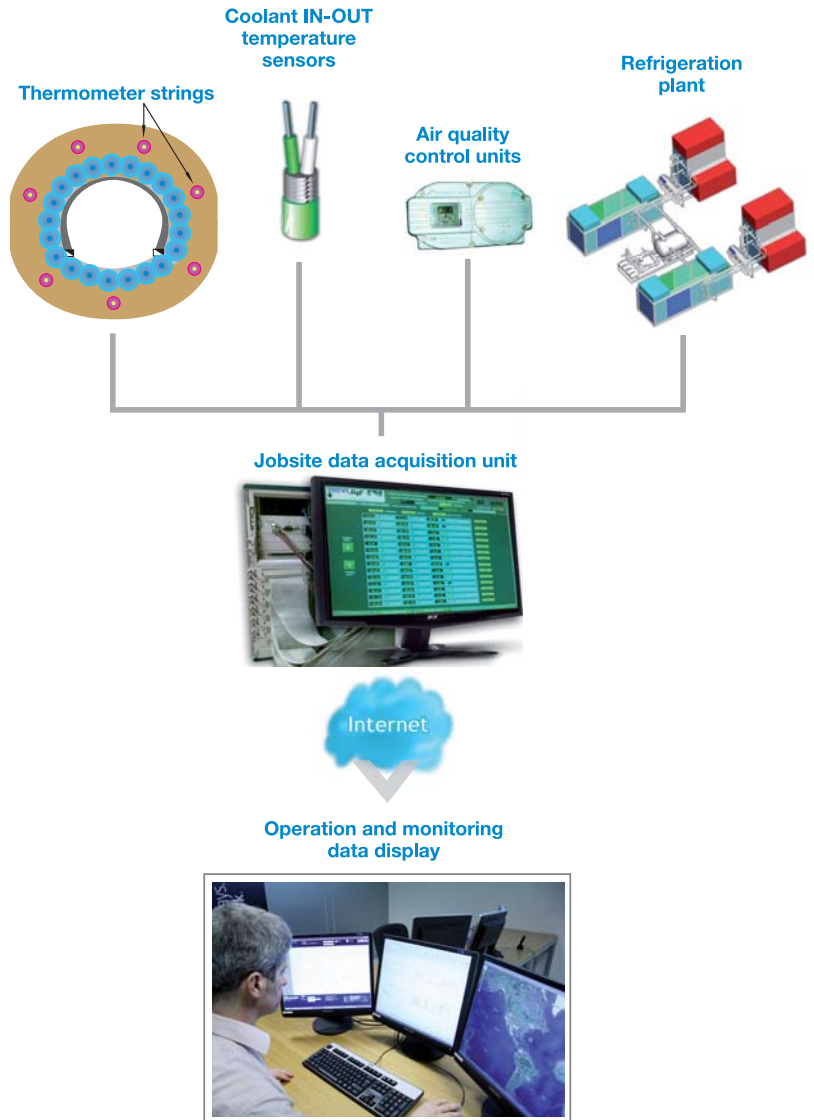 Coolant IN-OUT
temperature
sensors
Refrigeration
plant
Thermometer strings
Air quality
control units
Jobsite data acquisition unit
Internet
Operation and monitoring
data display